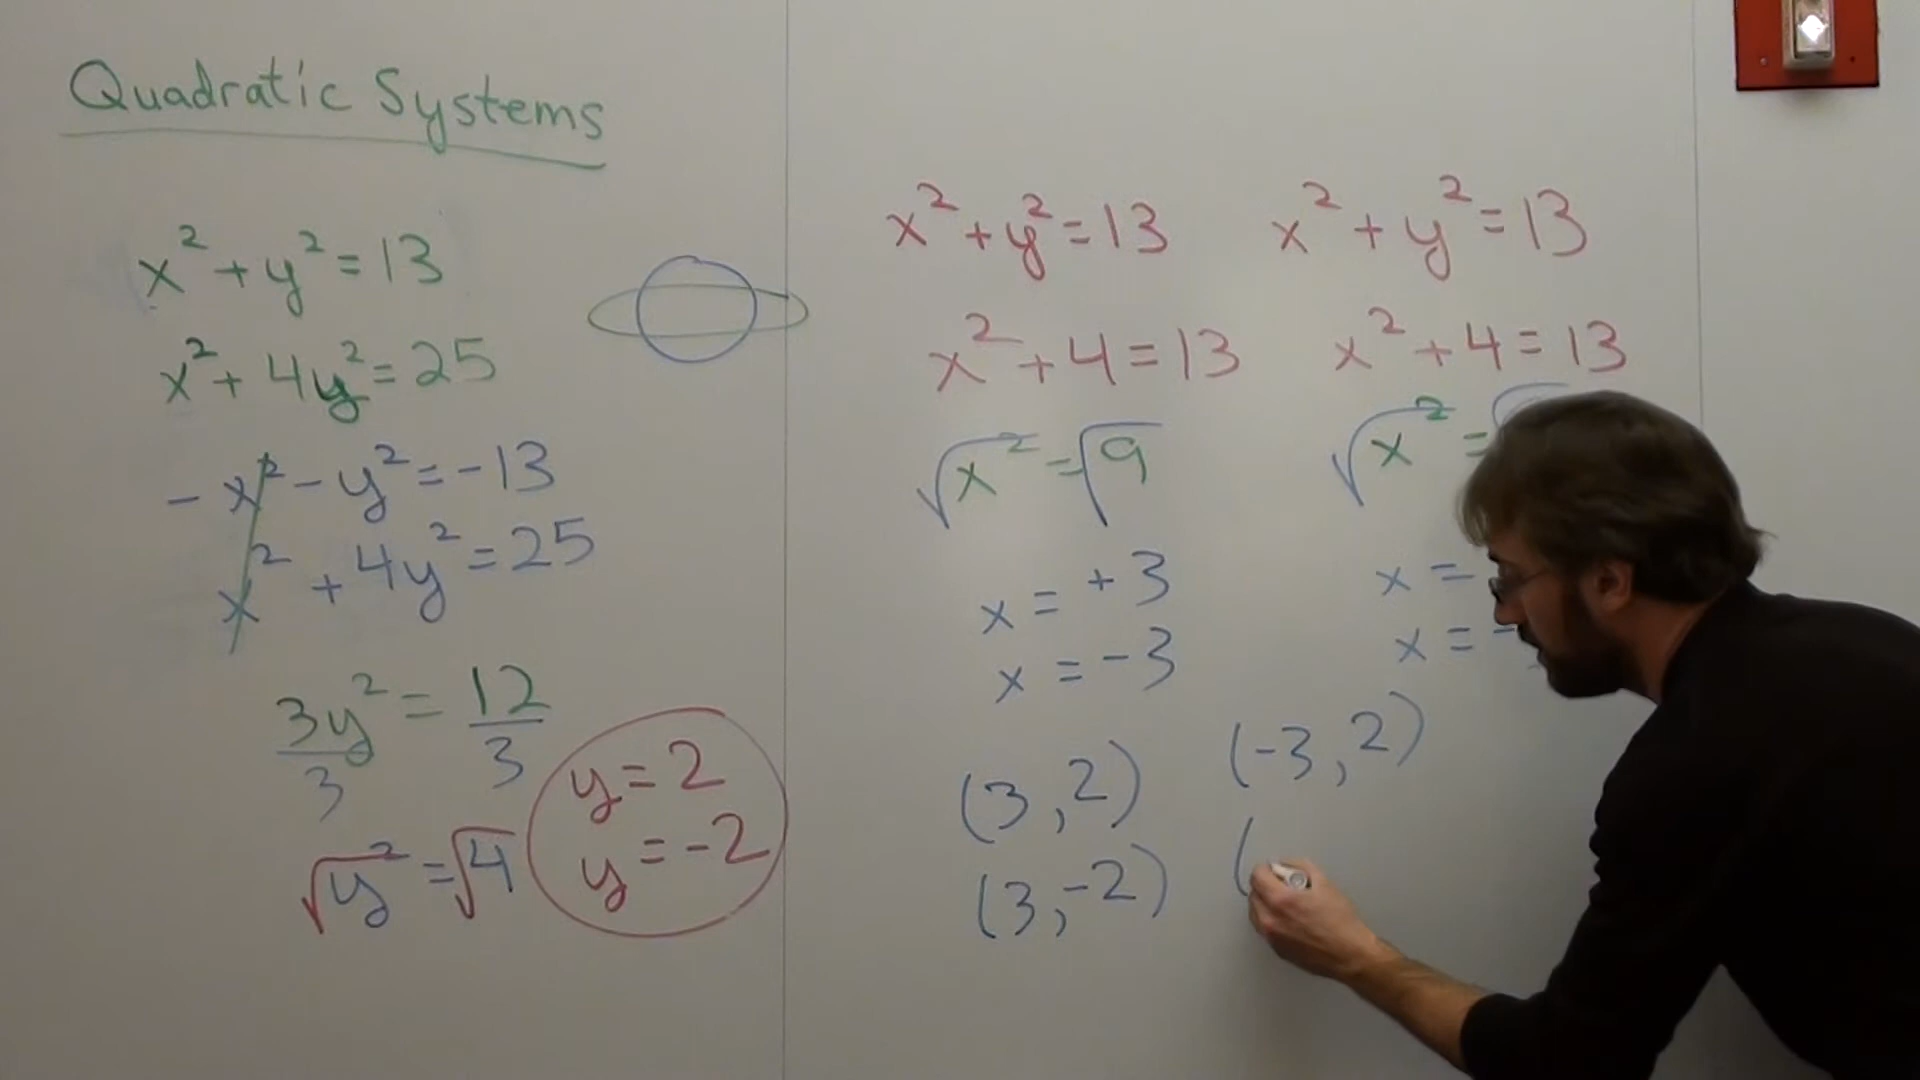 Quadratic Systems
x² + y² = 13
x² + 4y² = 25
- x² - y² = -13
x² + 4y² = 25
3y² = 12
3 3
√y² = √4
y = 2
y = -2
x² + y² = 13
x² + 4 = 13
√x² = √9
x = +3
x = -3
(3, 2)
(3, -2)
x² + y² = 13
x² + 4 = 13
√x² =
x =
x = -
(-3, 2)
(